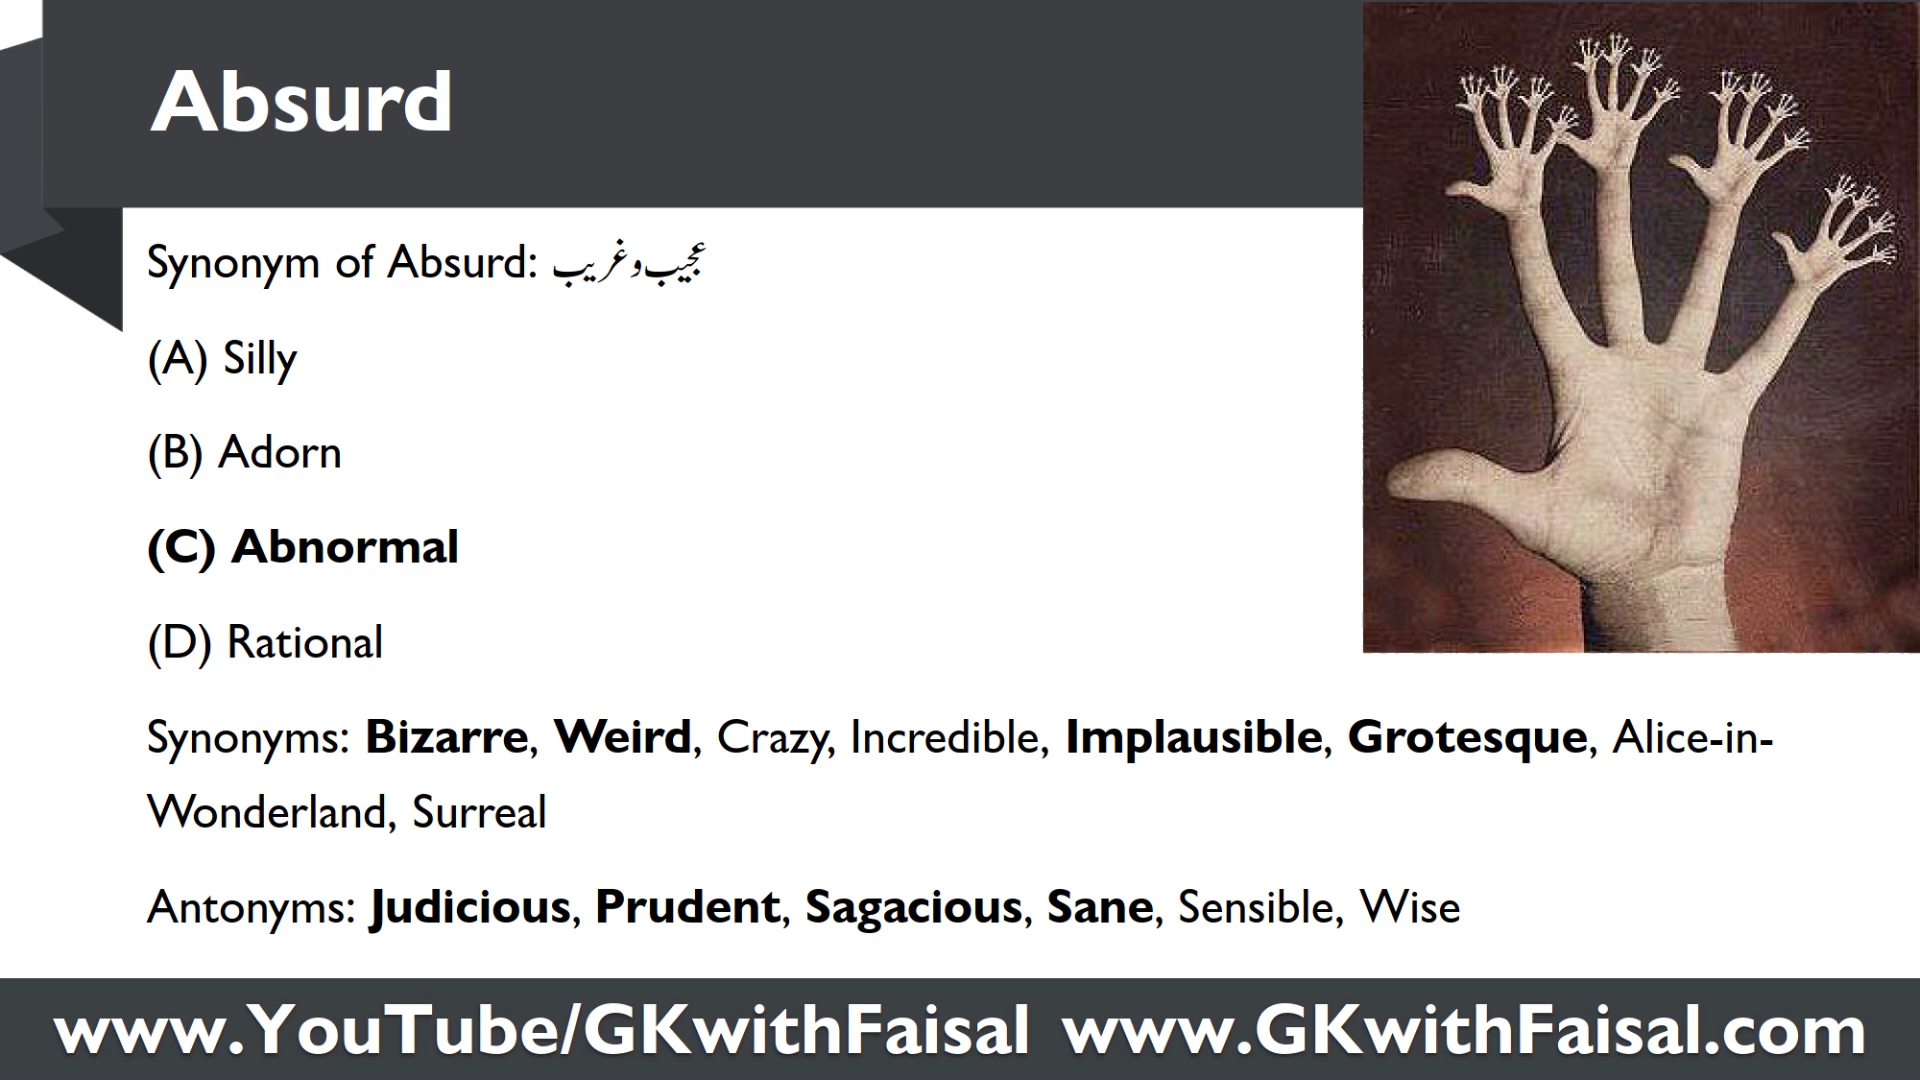 Absurd
Synonym of Absurd: عجیب و غریب
(A) Silly
(B) Adorn
(C) Abnormal
(D) Rational
Synonyms: Bizarre, Weird, Crazy, Incredible, Implausible, Grotesque, Alice-in-
Wonderland, Surreal
Antonyms: Judicious, Prudent, Sagacious, Sane, Sensible, Wise
www.YouTube/GKwithFaisal www.GKwithFaisal.com